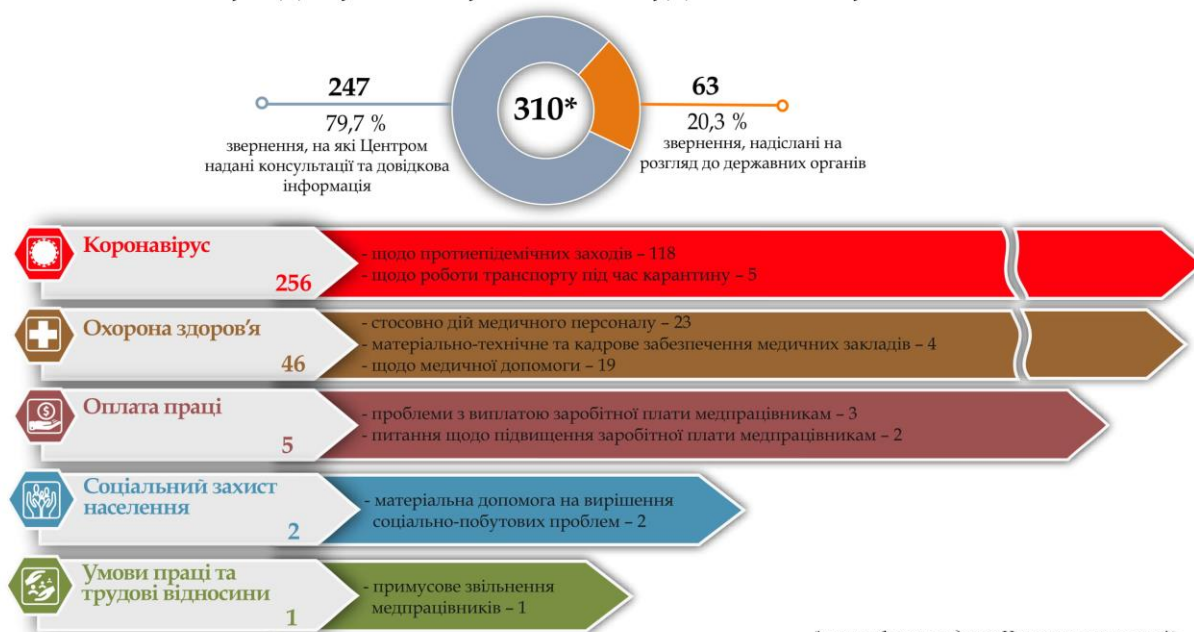 247
79,7 %
звернення, на які Центром
надані консультації та довідкова
інформація
310*
63
20,3 %
звернення, надіслані на
розгляд до державних органів
Коронавірус
256
- щодо протиепідемічних заходів – 118
- щодо роботи транспорту під час карантину – 5
Охорона здоров'я
46
- стосовно дій медичного персоналу – 23
- матеріально-технічне та кадрове забезпечення медичних закладів – 4
- щодо медичної допомоги – 19
Оплата праці
5
- проблеми з виплатою заробітної плати медпрацівникам – 3
- питання щодо підвищення заробітної плати медпрацівникам – 2
Соціальний захист
населення
2
- матеріальна допомога на вирішення
соціально-побутових проблем – 2
Умови праці та
трудові відносини
1
- примусове звільнення
медпрацівників – 1